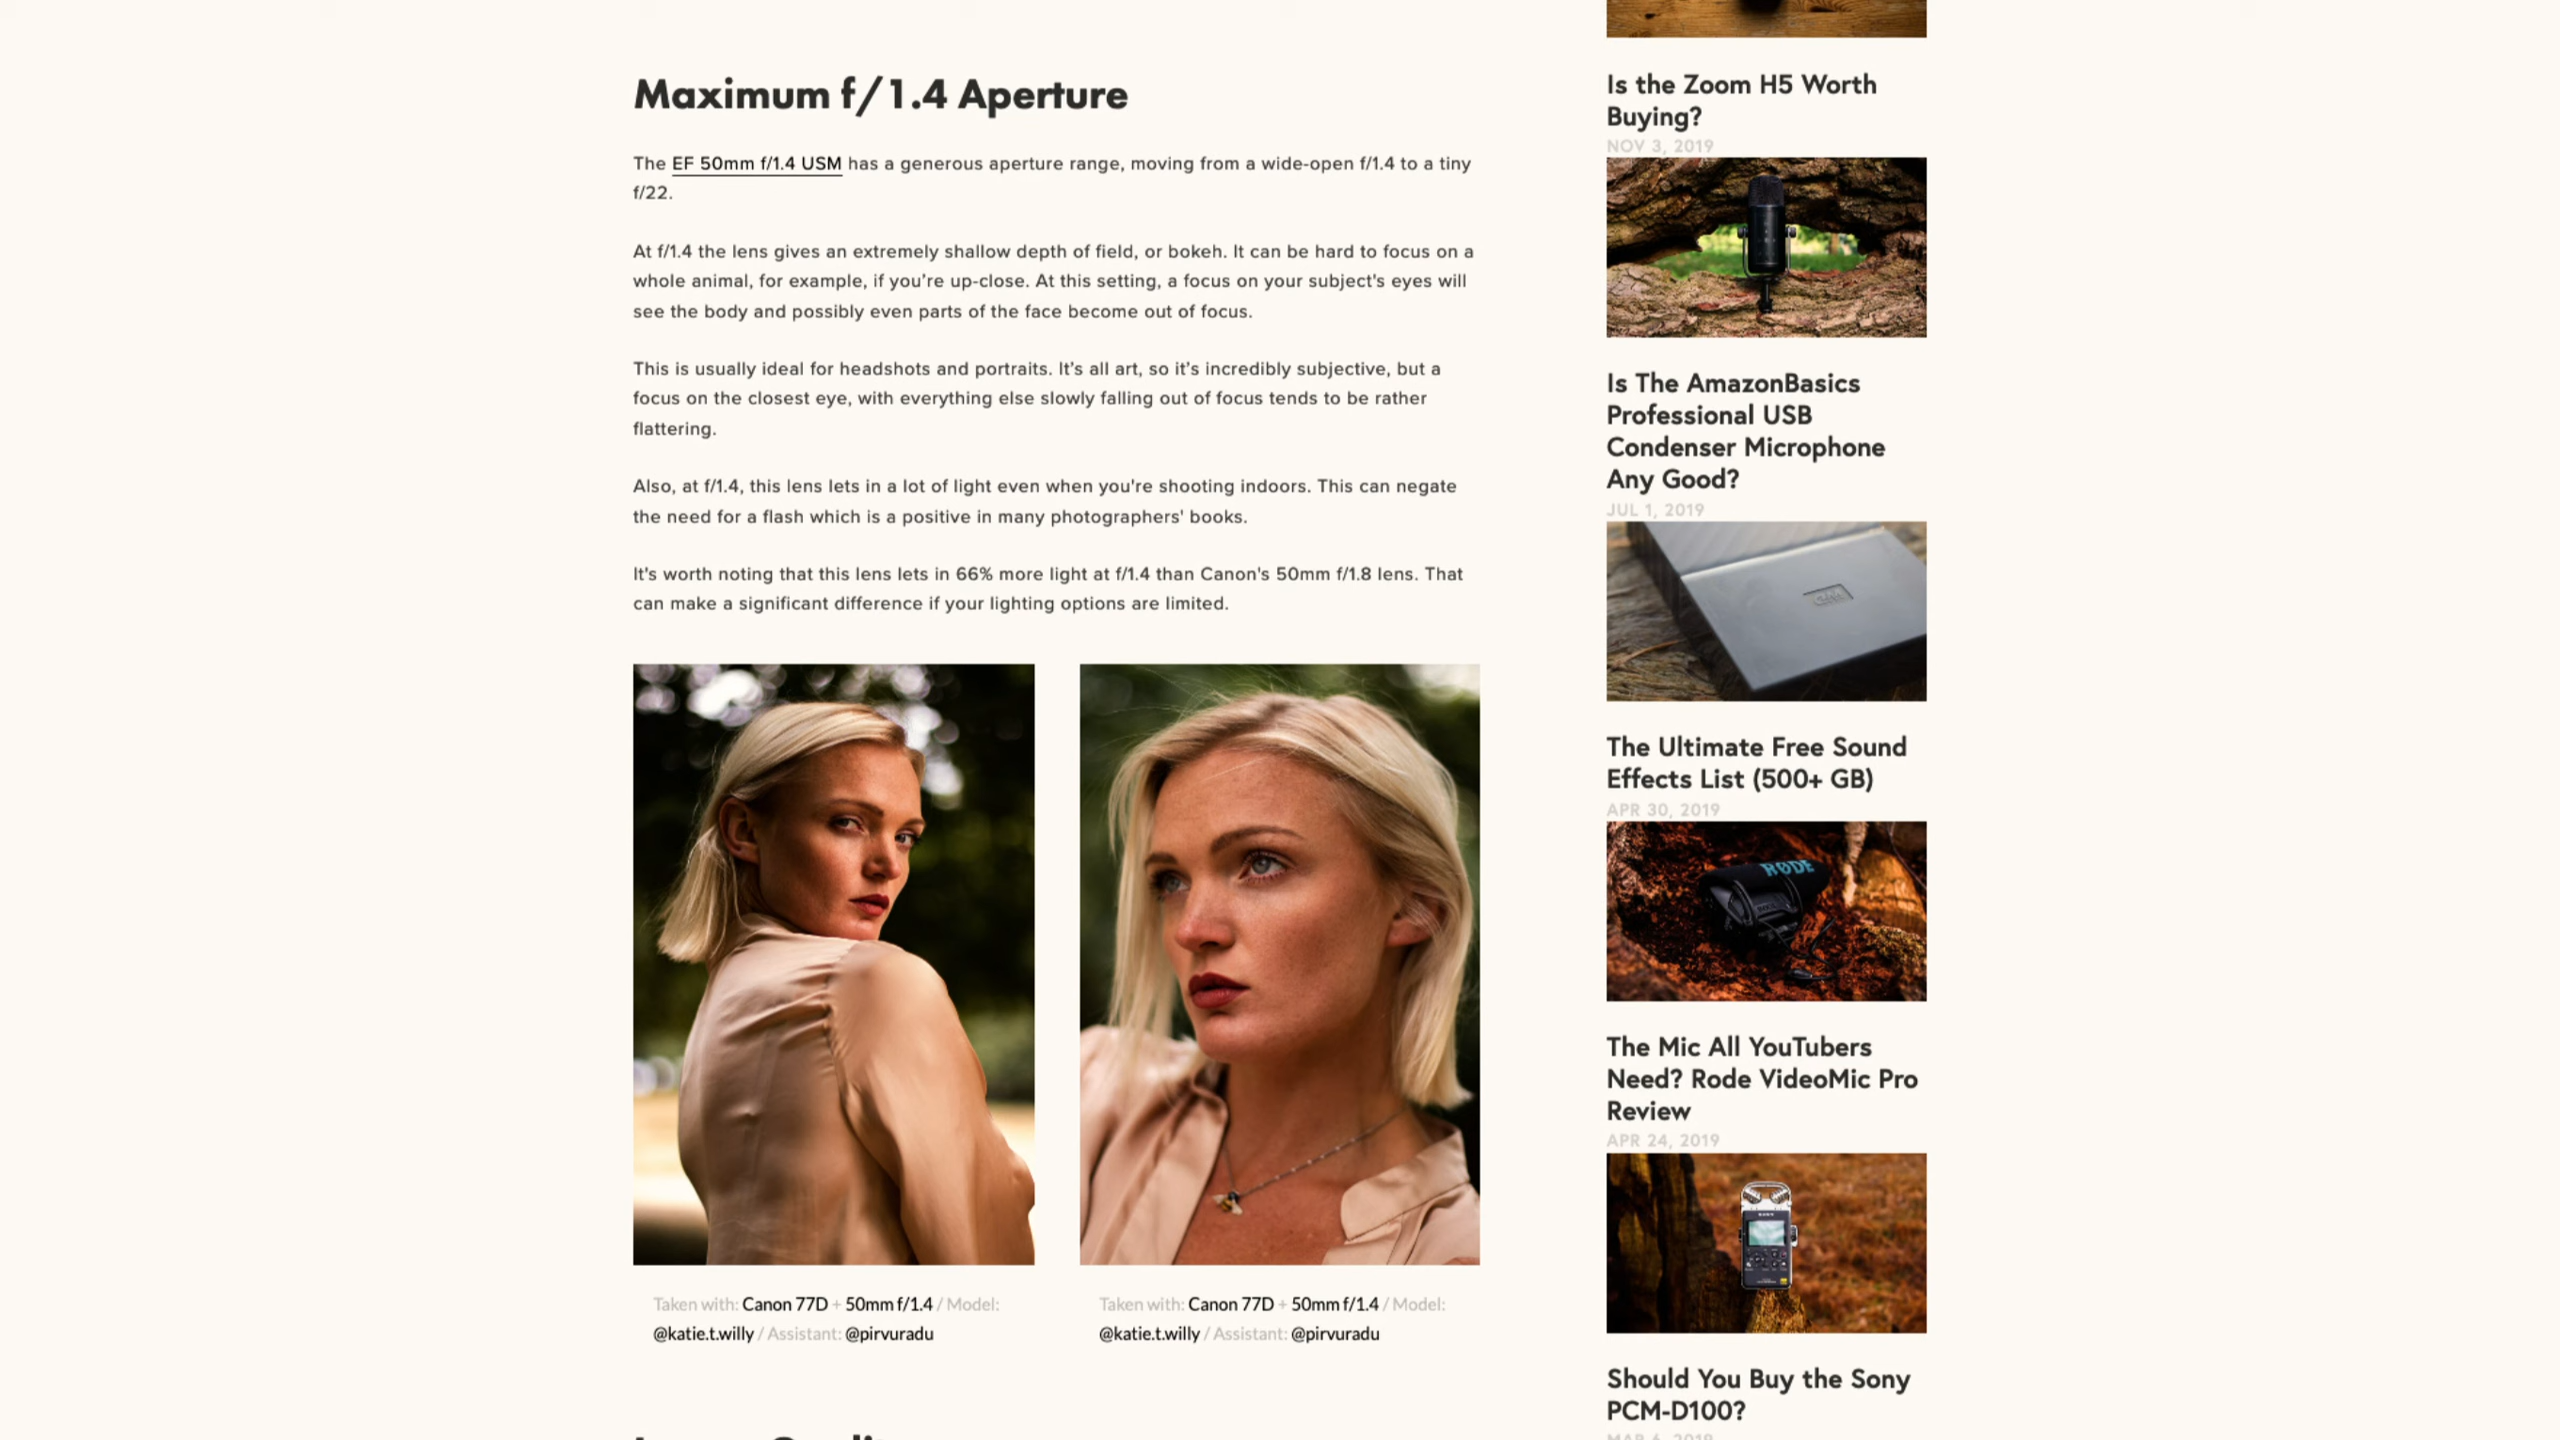 Maximum f/1.4 Aperture
The EF 50mm f/1.4 USM has a generous aperture range, moving from a wide-open f/1.4 to a tiny
f/22.
At f/1.4 the lens gives an extremely shallow depth of field, or bokeh. It can be hard to focus on a
whole animal, for example, if you’re up-close. At this setting, a focus on your subject's eyes will
see the body and possibly even parts of the face become out of focus.
This is usually ideal for headshots and portraits. It’s all art, so it’s incredibly subjective, but a
focus on the closest eye, with everything else slowly falling out of focus tends to be rather
flattering.
Also, at f/1.4, this lens lets in a lot of light even when you're shooting indoors. This can negate
the need for a flash which is a positive in many photographers' books.
It's worth noting that this lens lets in 66% more light at f/1.4 than Canon's 50mm f/1.8 lens. That
can make a significant difference if your lighting options are limited.
Taken with: Canon 77D + 50mm f/1.4 / Model:
@katie.t.willy / Assistant: @pirvuradu
Taken with: Canon 77D + 50mm f/1.4 / Model:
@katie.t.willy / Assistant: @pirvuradu
Is the Zoom H5 Worth
Buying?
NOV 3, 2019
Is The AmazonBasics
Professional USB
Condenser Microphone
Any Good?
JUL 1, 2019
The Ultimate Free Sound
Effects List (500+ GB)
APR 30, 2019
RØDE
The Mic All YouTubers
Need? Rode VideoMic Pro
Review
APR 24, 2019
SONY
Should You Buy the Sony
PCM-D100?